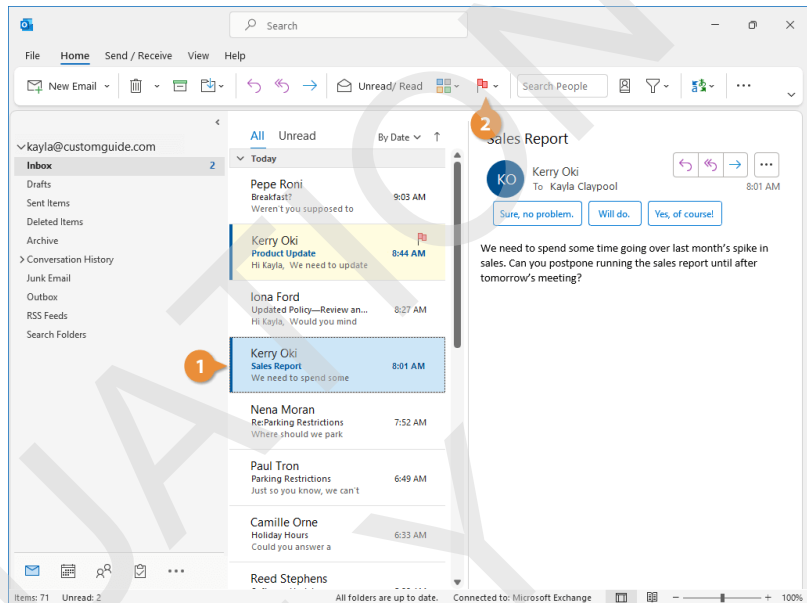 Search
File Home Send / Receive View Help
New Email Unread/ Read Search People
2
All Unread By Date
Sales Report
kayla@customguide.com
Today
Inbox 2
Drafts
Sent Items
Deleted Items
Archive
Conversation History
Junk Email
Outbox
RSS Feeds
Search Folders
Pepe Roni
Breakfast? 9:03 AM
Weren't you supposed to
Kerry Oki
Product Update 8:44 AM
Hi Kayla, We need to update
Iona Ford
Updated Policy—Review an... 8:27 AM
Hi Kayla, Would you mind
1
Kerry Oki
Sales Report 8:01 AM
We need to spend some
Nena Moran
Re:Parking Restrictions 7:52 AM
Where should we park
Paul Tron
Parking Restrictions 6:49 AM
Just so you know, we can't
Camille Orne
Holiday Hours 6:33 AM
Could you answer a
Reed Stephens
KO
Kerry Oki
To Kayla Claypool 8:01 AM
Sure, no problem. Will do. Yes, of course!
We need to spend some time going over last month's spike in
sales. Can you postpone running the sales report until after
tomorrow's meeting?
Items: 71 Unread: 2 All folders are up to date. Connected to: Microsoft Exchange 100%